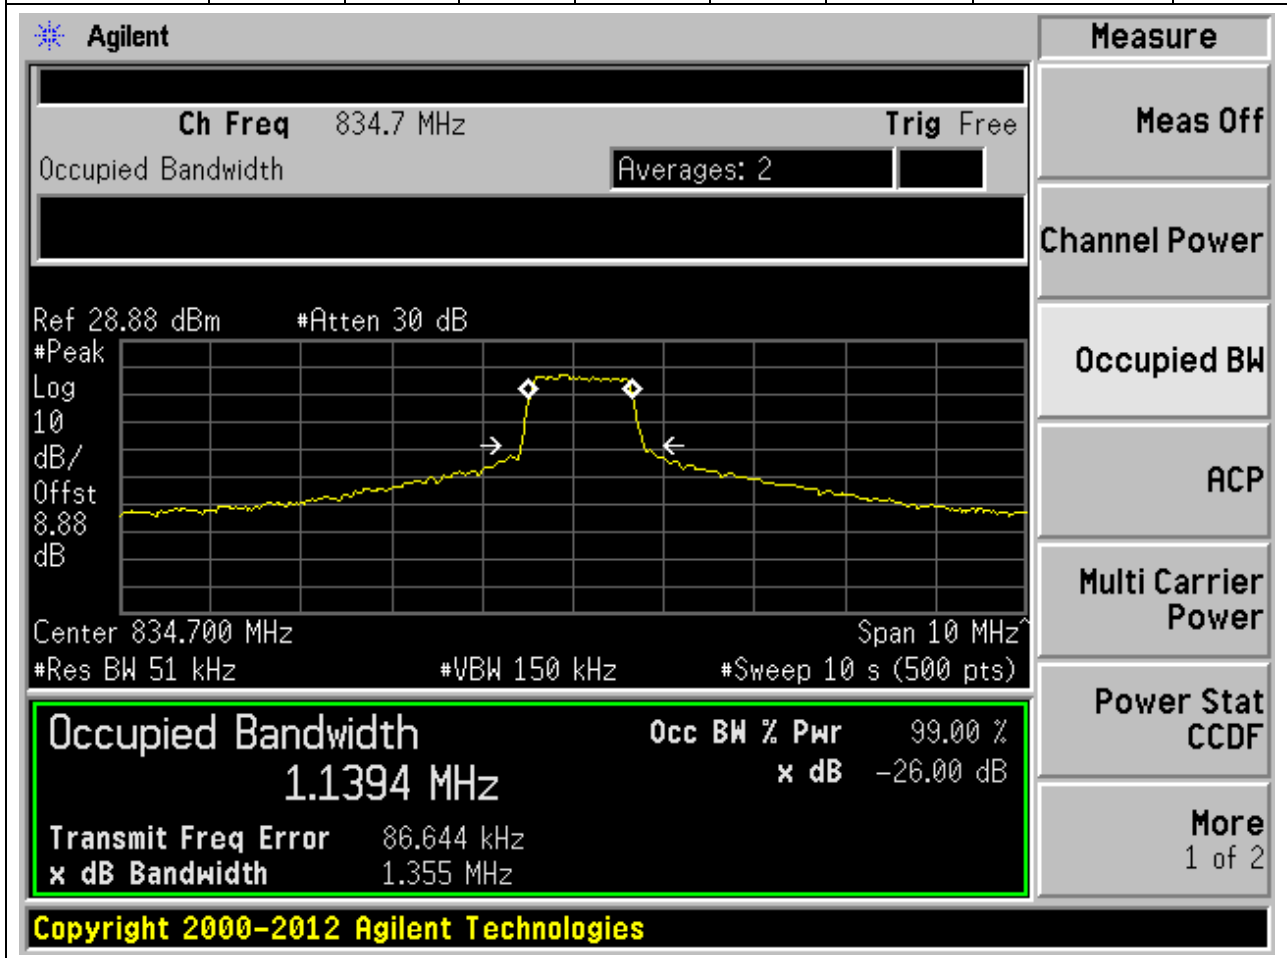 Agilent
Measure
Ch Freq 834.7 MHz Trig Free
Meas Off
Occupied Bandwidth Averages: 2
Channel Power
Ref 28.88 dBm #Atten 30 dB
#Peak
Log
10
dB/
Offst
8.88
dB
Occupied BW
ACP
Multi Carrier
Power
Center 834.700 MHz Span 10 MHz^
#Res BW 51 kHz #VBW 150 kHz #Sweep 10 s (500 pts)
Power Stat
CCDF
Occupied Bandwidth Occ BW % Pwr 99.00 %
1.1394 MHz x dB -26.00 dB
Transmit Freq Error 86.644 kHz
x dB Bandwidth 1.355 MHz
More
1 of 2
Copyright 2000-2012 Agilent Technologies